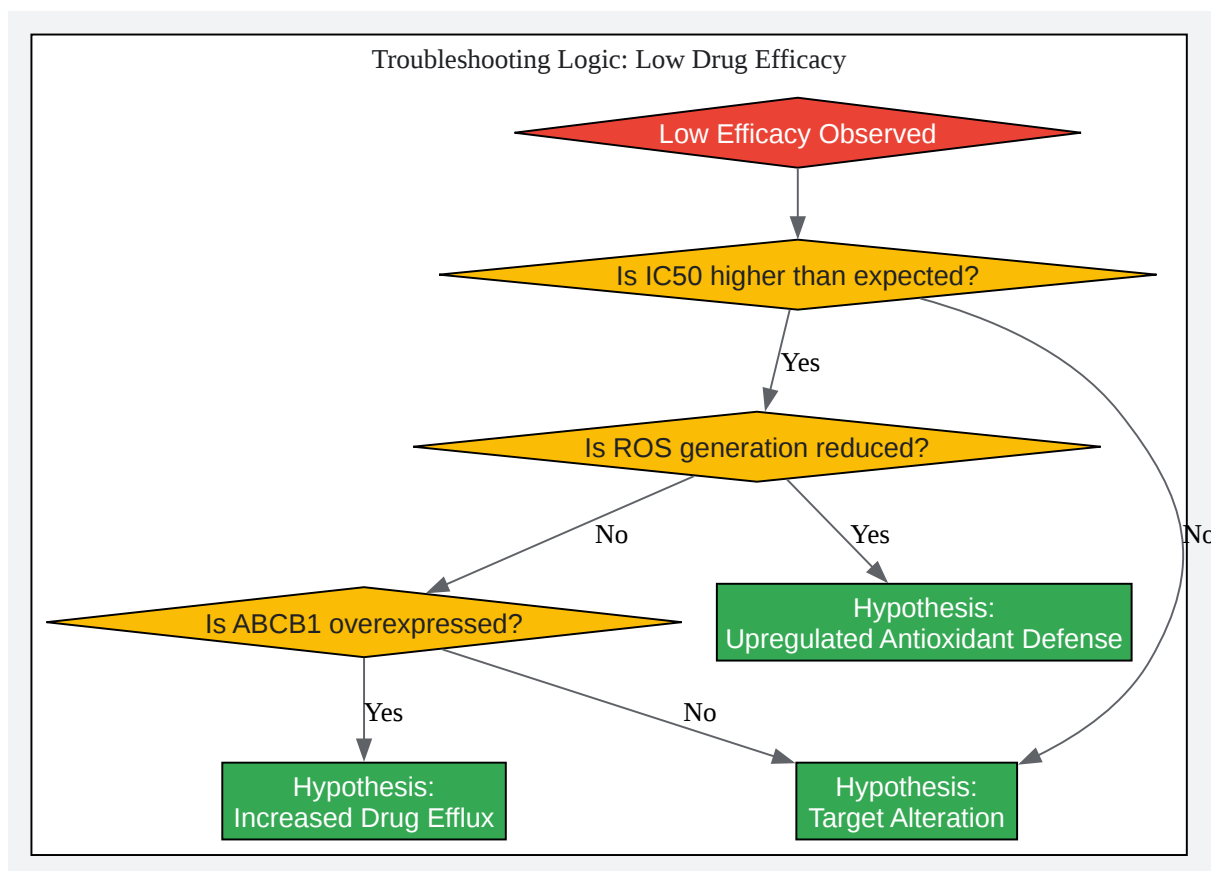 Troubleshooting Logic: Low Drug Efficacy
Low Efficacy Observed
Is IC50 higher than expected?
Yes
Is ROS generation reduced?
No
Yes
No
Hypothesis:
Upregulated Antioxidant Defense
Is ABCB1 overexpressed?
Yes
No
Hypothesis:
Increased Drug Efflux
Hypothesis:
Target Alteration